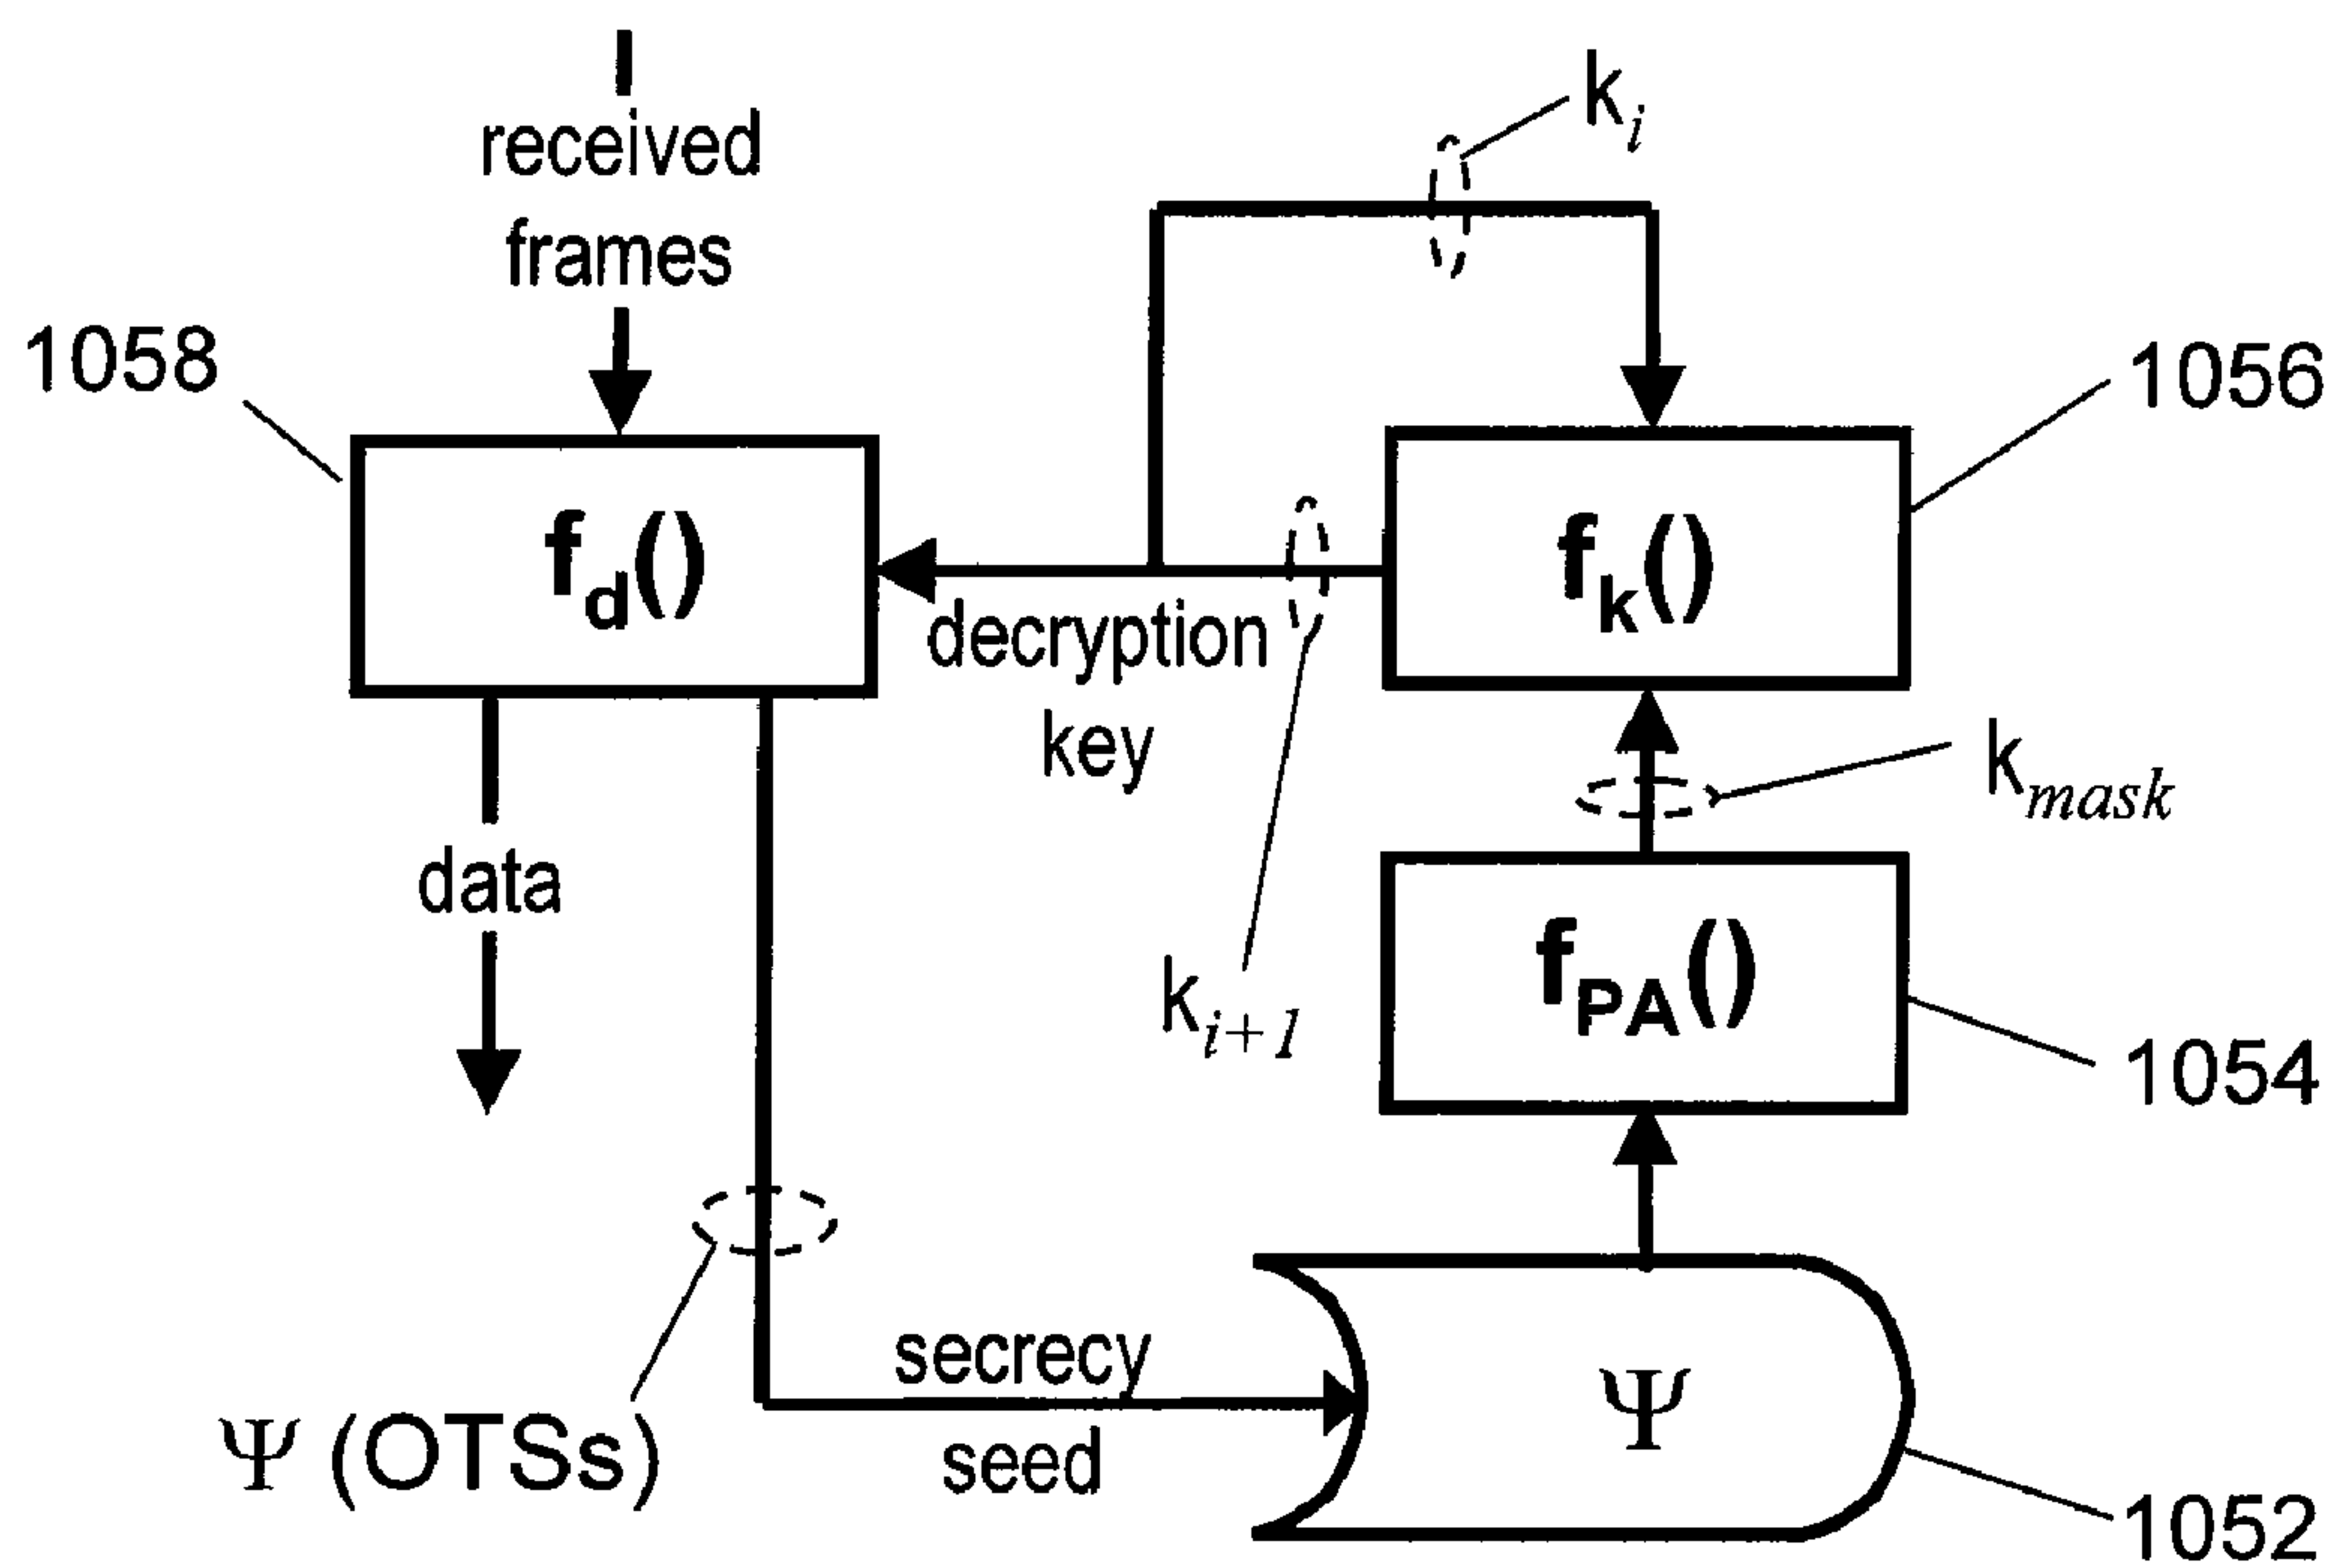 received
frames
k_i
1058
1056
f_d()
f_k()
decryption
key
k_mask
data
f_PA()
k_i+1
1054
secrecy
seed
Ψ (OTSs)
Ψ
1052